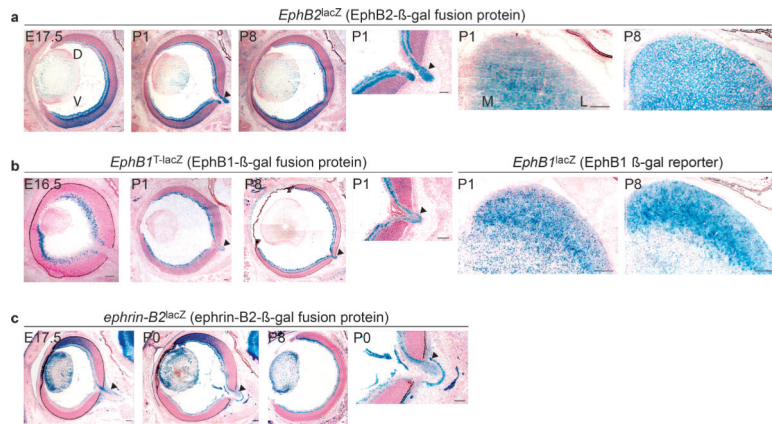 a
EphB2lacZ (EphB2-ß-gal fusion protein)
E17.5 P1 P8 P1 P1 P8
D
V
M L
b
EphB1T-lacZ (EphB1-ß-gal fusion protein) EphB1lacZ (EphB1 ß-gal reporter)
E16.5 P1 P8 P1 P1 P8
c
ephrin-B2lacZ (ephrin-B2-ß-gal fusion protein)
E17.5 P0 P8 P0